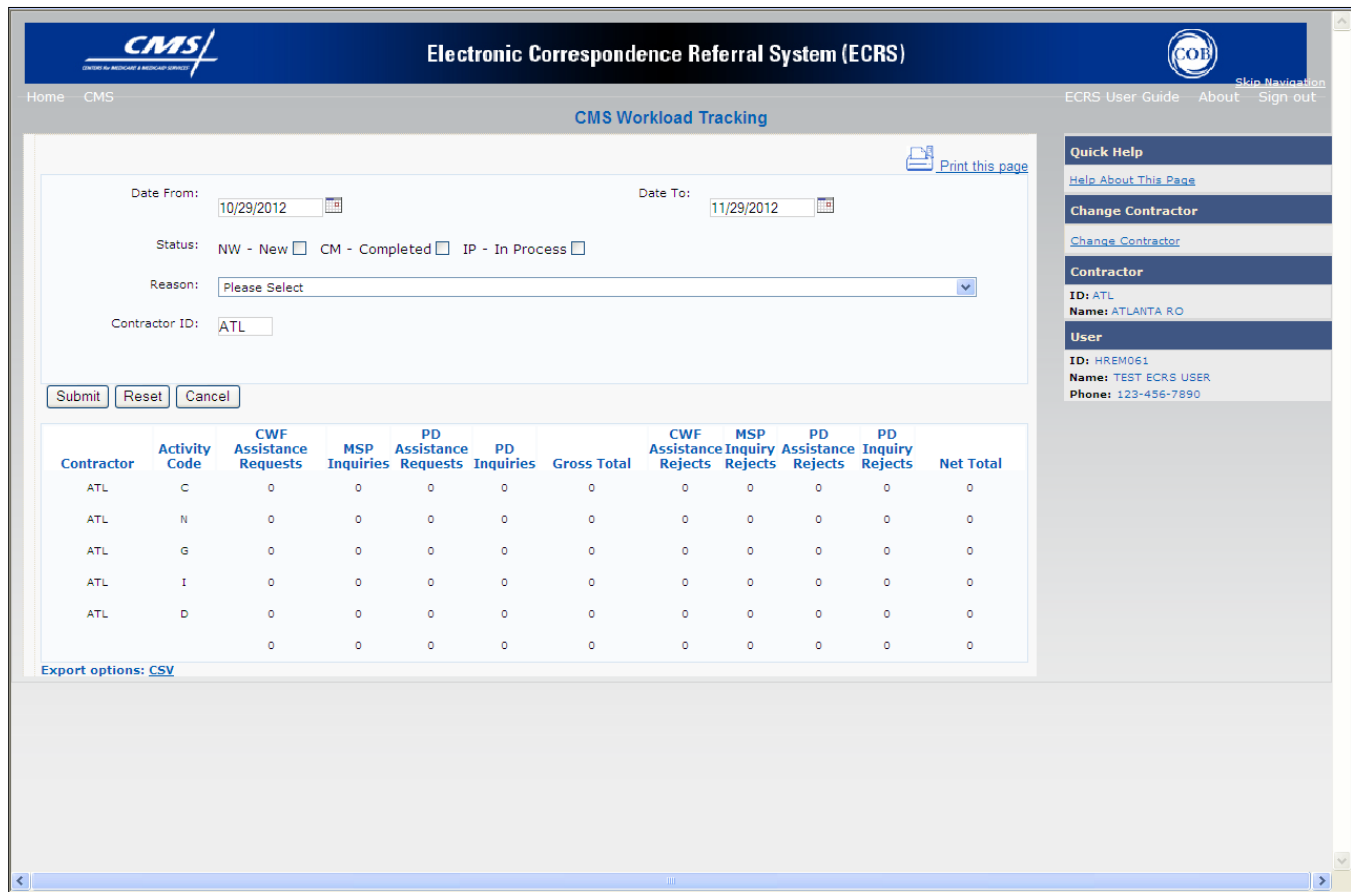 CMS
CENTERS for MEDICARE & MEDICAID SERVICES
Electronic Correspondence Referral System (ECRS)
COB
Skip Navigation
Home CMS
ECRS User Guide About Sign out
CMS Workload Tracking
Print this page
Date From: 10/29/2012 Date To: 11/29/2012
Status: NW - New CM - Completed IP - In Process
Reason: Please Select
Contractor ID: ATL
Submit Reset Cancel
Contractor Activity Code CWF Assistance Requests MSP Inquiries PD Assistance Requests PD Inquiries Gross Total CWF Assistance Rejects MSP Inquiry Rejects PD Assistance Rejects PD Inquiry Rejects Net Total
ATL C 0 0 0 0 0 0 0 0 0 0
ATL N 0 0 0 0 0 0 0 0 0 0
ATL G 0 0 0 0 0 0 0 0 0 0
ATL I 0 0 0 0 0 0 0 0 0 0
ATL D 0 0 0 0 0 0 0 0 0 0
0 0 0 0 0 0 0 0 0 0
Export options: CSV
Quick Help
Help About This Page
Change Contractor
Change Contractor
Contractor
ID: ATL
Name: ATLANTA RO
User
ID: HREM061
Name: TEST ECRS USER
Phone: 123-456-7890